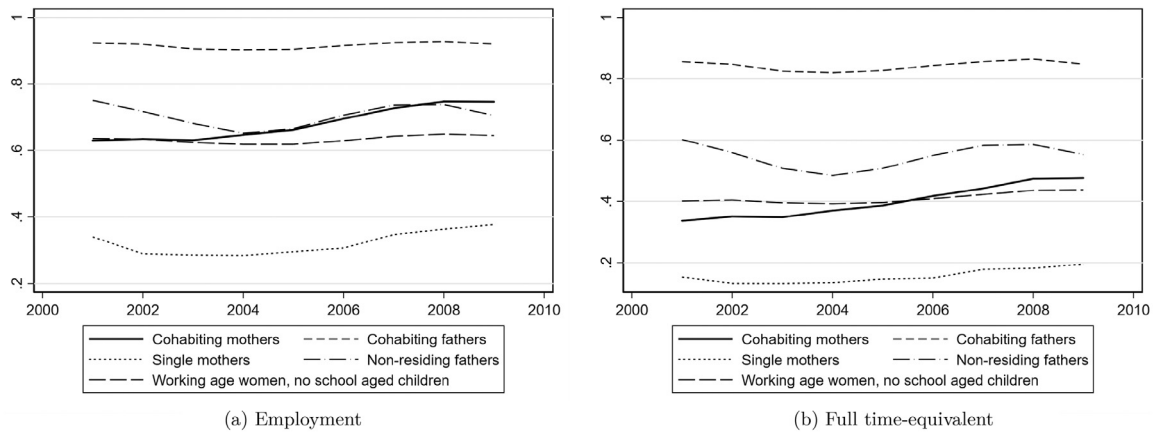 1
.8
.6
.4
.2
2000 2002 2004 2006 2008 2010
Cohabiting mothers Cohabiting fathers
Single mothers Non-residing fathers
Working age women, no school aged children
(a) Employment
1
.8
.6
.4
.2
2000 2002 2004 2006 2008 2010
Cohabiting mothers Cohabiting fathers
Single mothers Non-residing fathers
Working age women, no school aged children
(b) Full time-equivalent